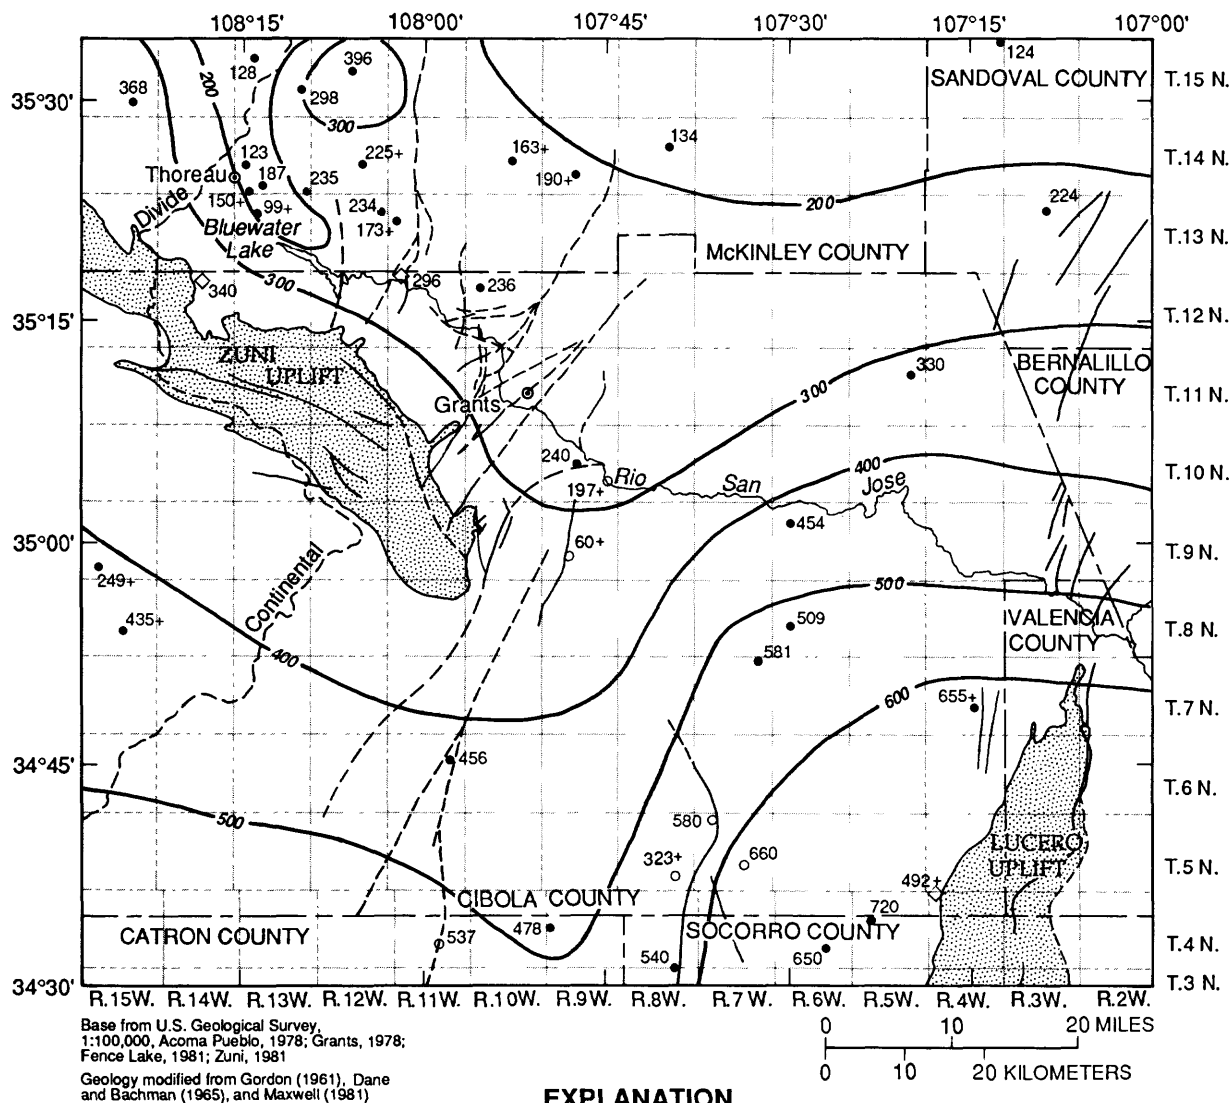 108°15' 108°00' 107°45' 107°30' 107°15' 107°00'
124
SANDOVAL COUNTY
T.15 N.
128
396
200
368
298
35°30'
300
134
123
225+
163+
T.14 N.
Thoreau
187
235
190+
150+
99+
234
200
224
Divide
Bluewater
Lake
173+
T.13 N.
McKINLEY COUNTY
340
300
296
236
35°15'
T.12 N.
ZUNI
UPLIFT
330
BERNALILLO
COUNTY
T.11 N.
300
Grants
240
400
T.10 N.
197+
Rio San Jose
454
35°00'
60+
T.9 N.
249+
500
Continental
435+
509
VALENCIA
COUNTY
T.8 N.
400
581
600
655+
T.7 N.
456
34°45'
T.6 N.
500
580
LUCERO
UPLIFT
323+
660
T.5 N.
492+
CIBOLA COUNTY
720
CATRON COUNTY
478
SOCORRO COUNTY
537
T.4 N.
540
650
T.3 N.
34°30'
R.15W. R.14W. R.13W. R.12W. R.11W. R.10W. R.9W. R.8W. R.7W. R.6W. R.5W. R.4W. R.3W. R.2W.
Base from U.S. Geological Survey,
1:100,000, Acoma Pueblo, 1978; Grants, 1978;
Fence Lake, 1981; Zuni, 1981
0 10 20 MILES
0 10 20 KILOMETERS
Geology modified from Gordon (1961), Dane
and Bachman (1965), and Maxwell (1981)
EXPLANATION